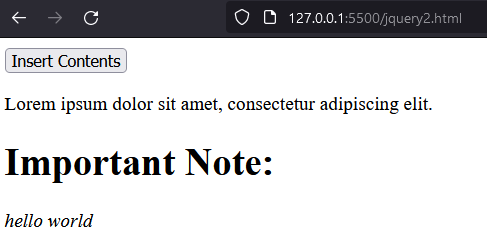 127.0.0.1:5500/jquery2.html
Insert Contents
Lorem ipsum dolor sit amet, consectetur adipiscing elit.
Important Note:
hello world